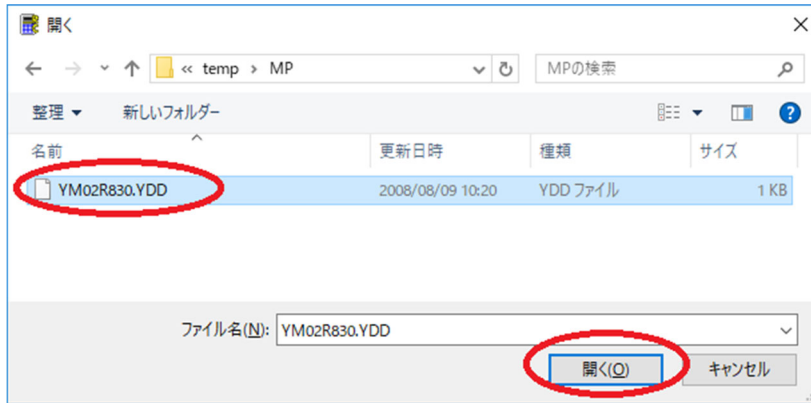 開く
« temp › MP
MPの検索
整理
新しいフォルダー
名前 更新日時 種類 サイズ
YM02R830.YDD 2008/08/09 10:20 YDD ファイル 1 KB
ファイル名(N): YM02R830.YDD
開く(O) キャンセル